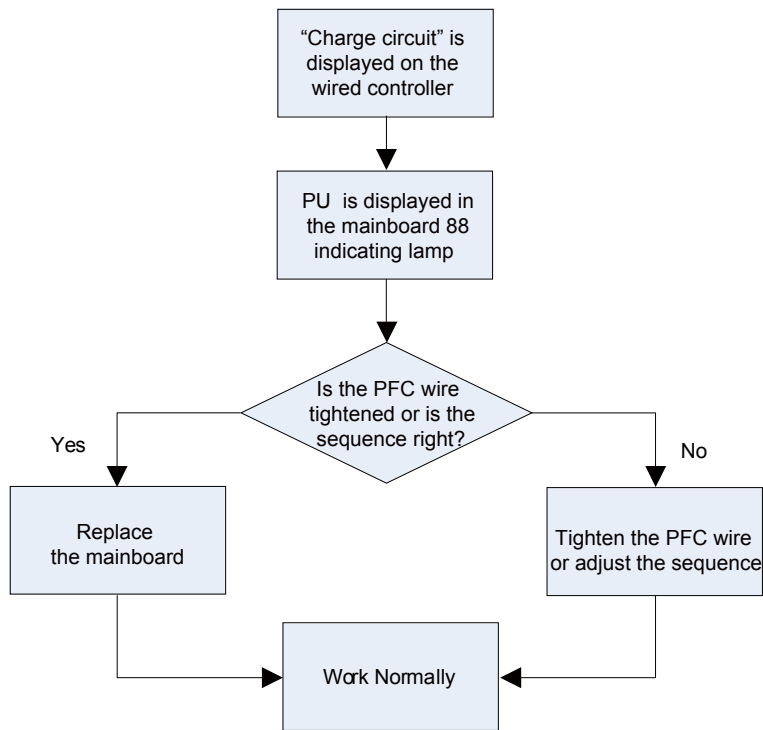 “Charge circuit” is
displayed on the
wired controller
PU is displayed in
the mainboard 88
indicating lamp
Is the PFC wire
tightened or is the
sequence right?
Yes
No
Replace
the mainboard
Tighten the PFC wire
or adjust the sequence
Work Normally